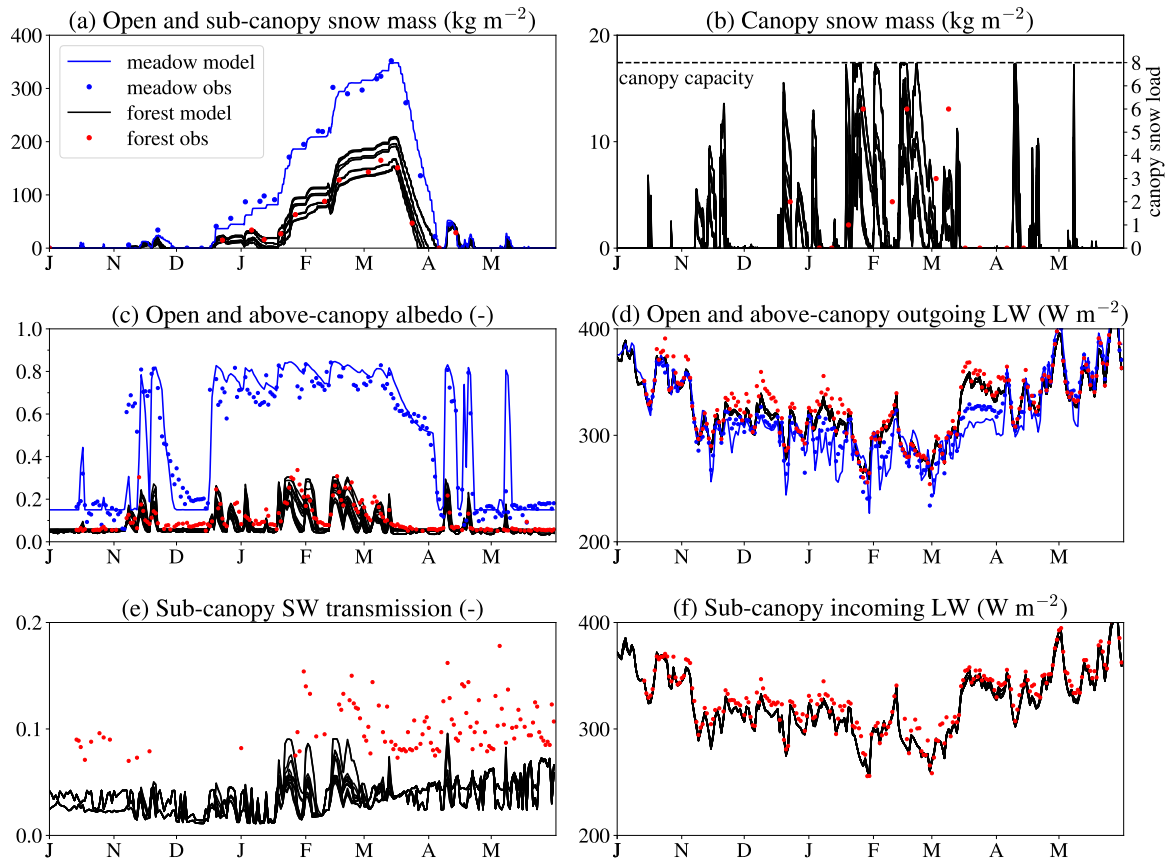 (a) Open and sub-canopy snow mass (kg m⁻²)
400
300
200
100
0
meadow model
meadow obs
forest model
forest obs
J N D J F M A M
(b) Canopy snow mass (kg m⁻²)
20
10
0
canopy capacity
8
6
4
3
2
1
0
canopy snow load
J N D J F M A M
(c) Open and above-canopy albedo (-)
1.0
0.8
0.6
0.4
0.2
0.0
J N D J F M A M
(d) Open and above-canopy outgoing LW (W m⁻²)
400
300
200
J N D J F M A M
(e) Sub-canopy SW transmission (-)
0.2
0.1
0.0
J N D J F M A M
(f) Sub-canopy incoming LW (W m⁻²)
400
300
200
J N D J F M A M